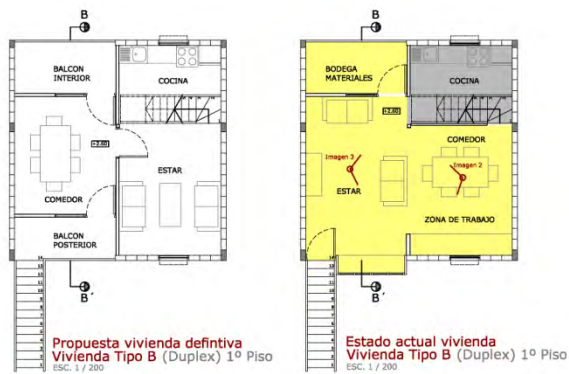 B
BALCON
INTERIOR
COCINA
+2.60
ESTAR
COMEDOR
BALCON
POSTERIOR
B´
Propuesta vivienda defintiva
Vivienda Tipo B (Duplex) 1º Piso
ESC. 1 / 200
B
BODEGA
MATERIALES
COCINA
+2.60
COMEDOR
Imagen 3
Imagen 2
ESTAR
ZONA DE TRABAJO
B´
Estado actual vivienda
Vivienda Tipo B (Duplex) 1º Piso
ESC. 1 / 200